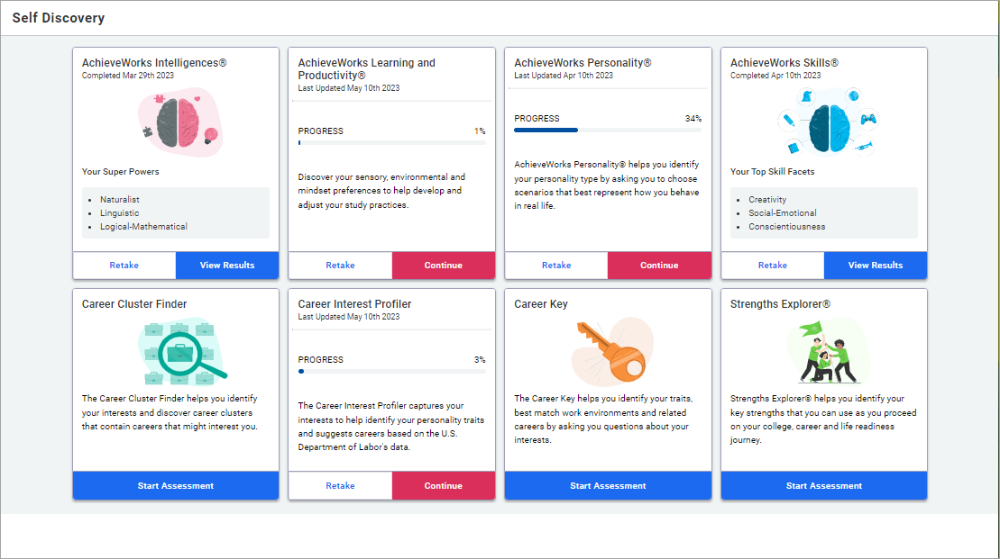 Self Discovery
AchieveWorks Intelligences®
Completed Mar 29th 2023
Your Super Powers
Naturalist
Linguistic
Logical-Mathematical
Retake
View Results
AchieveWorks Learning and
Productivity®
Last Updated May 10th 2023
PROGRESS
1%
Discover your sensory, environmental and
mindset preferences to help develop and
adjust your study practices.
Retake
Continue
AchieveWorks Personality®
Last Updated Apr 10th 2023
PROGRESS
34%
AchieveWorks Personality® helps you identify
your personality type by asking you to choose
scenarios that best represent how you behave
in real life.
Retake
Continue
AchieveWorks Skills®
Completed Apr 10th 2023
Your Top Skill Facets
Creativity
Social-Emotional
Conscientiousness
Retake
View Results
Career Cluster Finder
The Career Cluster Finder helps you identify
your interests and discover career clusters
that contain careers that might interest you.
Start Assessment
Career Interest Profiler
Last Updated May 10th 2023
PROGRESS
3%
The Career Interest Profiler captures your
interests to help identify your personality traits
and suggests careers based on the U.S.
Department of Labor's data.
Retake
Continue
Career Key
The Career Key helps you identify your traits,
best match work environments and related
careers by asking you questions about your
interests.
Start Assessment
Strengths Explorer®
Strengths Explorer® helps you identify your
key strengths that you can use as you proceed
on your college, career and life readiness
journey.
Start Assessment